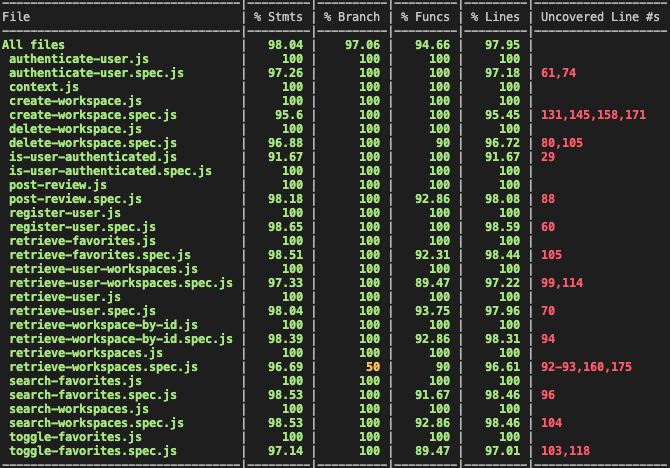 File | % Stmts | % Branch | % Funcs | % Lines | Uncovered Line #s
All files | 98.04 | 97.06 | 94.66 | 97.95 |
authenticate-user.js | 100 | 100 | 100 | 100 |
authenticate-user.spec.js | 97.26 | 100 | 100 | 97.18 | 61,74
context.js | 100 | 100 | 100 | 100 |
create-workspace.js | 100 | 100 | 100 | 100 |
create-workspace.spec.js | 95.6 | 100 | 100 | 95.45 | 131,145,158,171
delete-workspace.js | 100 | 100 | 100 | 100 |
delete-workspace.spec.js | 96.88 | 100 | 90 | 96.72 | 80,105
is-user-authenticated.js | 91.67 | 100 | 100 | 91.67 | 29
is-user-authenticated.spec.js | 100 | 100 | 100 | 100 |
post-review.js | 100 | 100 | 100 | 100 |
post-review.spec.js | 98.18 | 100 | 92.86 | 98.08 | 88
register-user.js | 100 | 100 | 100 | 100 |
register-user.spec.js | 98.65 | 100 | 100 | 98.59 | 60
retrieve-favorites.js | 100 | 100 | 100 | 100 |
retrieve-favorites.spec.js | 98.51 | 100 | 92.31 | 98.44 | 105
retrieve-user-workspaces.js | 100 | 100 | 100 | 100 |
retrieve-user-workspaces.spec.js | 97.33 | 100 | 89.47 | 97.22 | 99,114
retrieve-user.js | 100 | 100 | 100 | 100 |
retrieve-user.spec.js | 98.04 | 100 | 93.75 | 97.96 | 70
retrieve-workspace-by-id.js | 100 | 100 | 100 | 100 |
retrieve-workspace-by-id.spec.js | 98.39 | 100 | 92.86 | 98.31 | 94
retrieve-workspaces.js | 100 | 100 | 100 | 100 |
retrieve-workspaces.spec.js | 96.69 | 50 | 90 | 96.61 | 92-93,160,175
search-favorites.js | 100 | 100 | 100 | 100 |
search-favorites.spec.js | 98.53 | 100 | 91.67 | 98.46 | 96
search-workspaces.js | 100 | 100 | 100 | 100 |
search-workspaces.spec.js | 98.53 | 100 | 92.86 | 98.46 | 104
toggle-favorites.js | 100 | 100 | 100 | 100 |
toggle-favorites.spec.js | 97.14 | 100 | 89.47 | 97.01 | 103,118